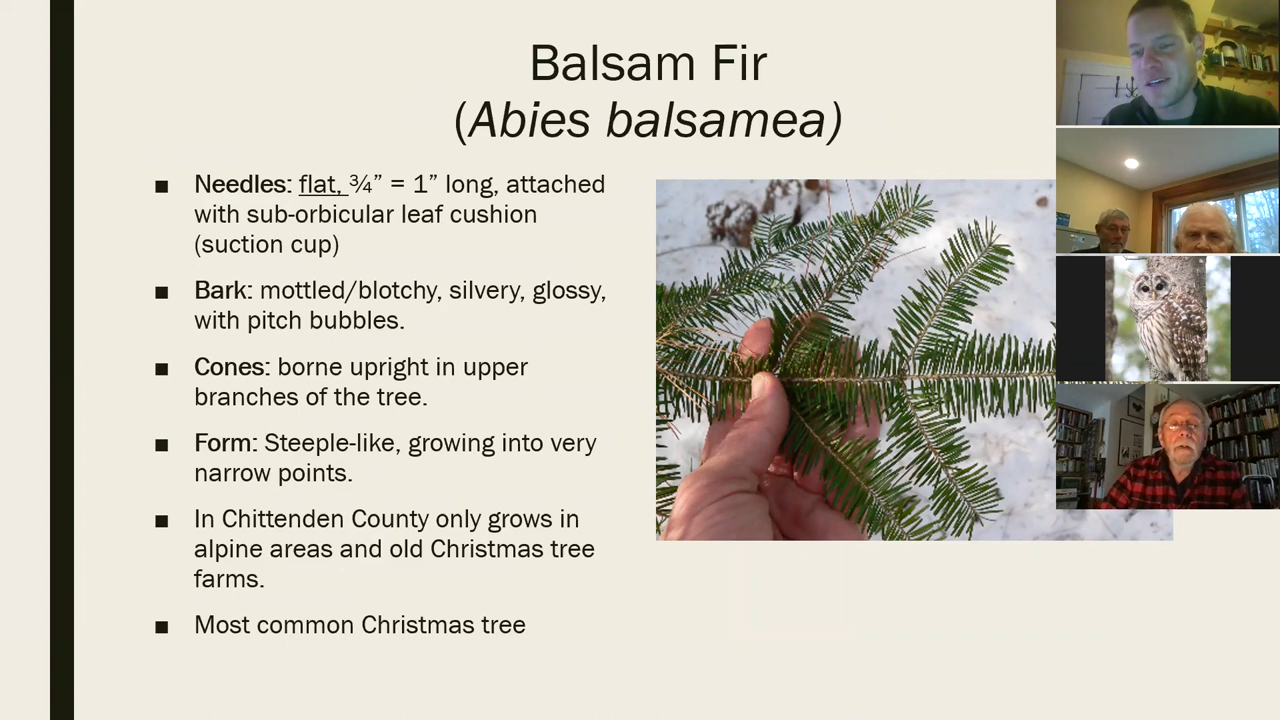 Balsam Fir
(Abies balsamea)
■ Needles: flat, ¾” = 1” long, attached
with sub-orbicular leaf cushion
(suction cup)
■ Bark: mottled/blotchy, silvery, glossy,
with pitch bubbles.
■ Cones: borne upright in upper
branches of the tree.
■ Form: Steeple-like, growing into very
narrow points.
■ In Chittenden County only grows in
alpine areas and old Christmas tree
farms.
■ Most common Christmas tree